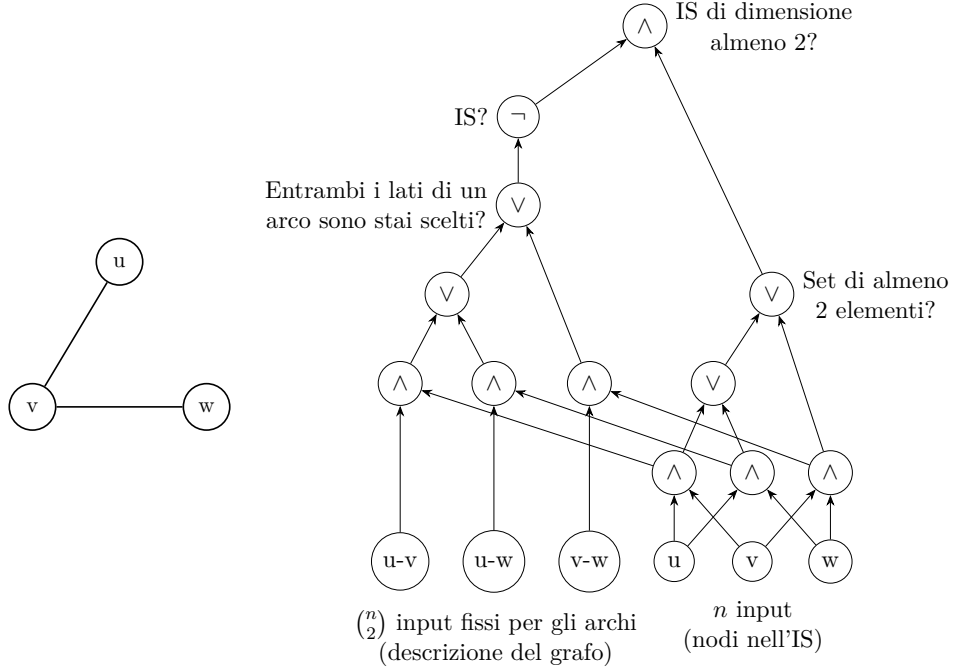 IS di dimensione
almeno 2?
∧
IS?
¬
Entrambi i lati di un
arco sono stai scelti?
∨
u
∨
∨
Set di almeno
2 elementi?
v
w
∧
∧
∧
∨
∧
∧
∧
u-v
u-w
v-w
u
v
w
(n 2) input fissi per gli archi
(descrizione del grafo)
n input
(nodi nell'IS)